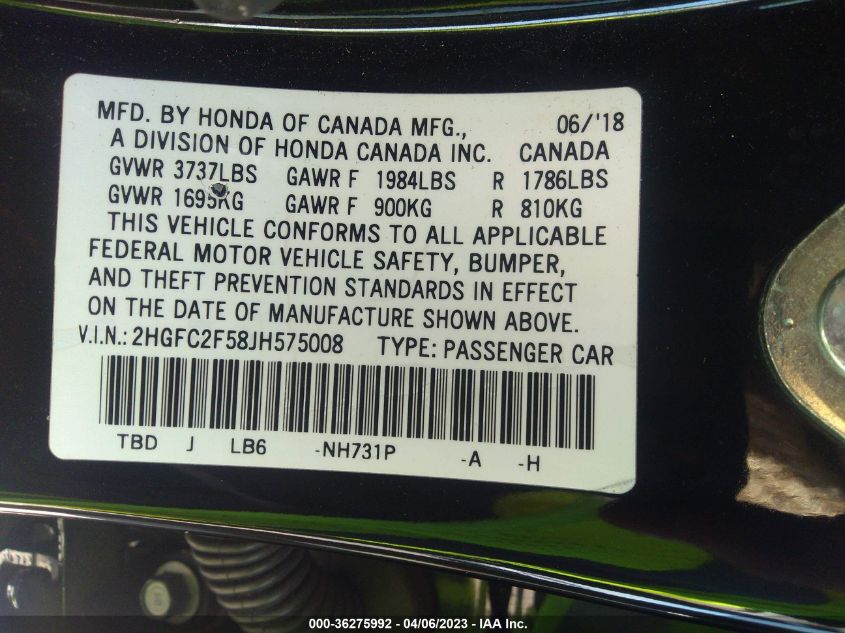 MFD. BY HONDA OF CANADA MFG., 06/'18
A DIVISION OF HONDA CANADA INC. CANADA
GVWR 3737LBS GAWR F 1984LBS R 1786LBS
GVWR 1695KG GAWR F 900KG R 810KG
THIS VEHICLE CONFORMS TO ALL APPLICABLE
FEDERAL MOTOR VEHICLE SAFETY, BUMPER,
AND THEFT PREVENTION STANDARDS IN EFFECT
ON THE DATE OF MANUFACTURE SHOWN ABOVE.
V.I.N.: 2HGFC2F58JH575008 TYPE: PASSENGER CAR
TBD J LB6 -NH731P -A -H
000-36275992 - 04/06/2023 - IAA Inc.